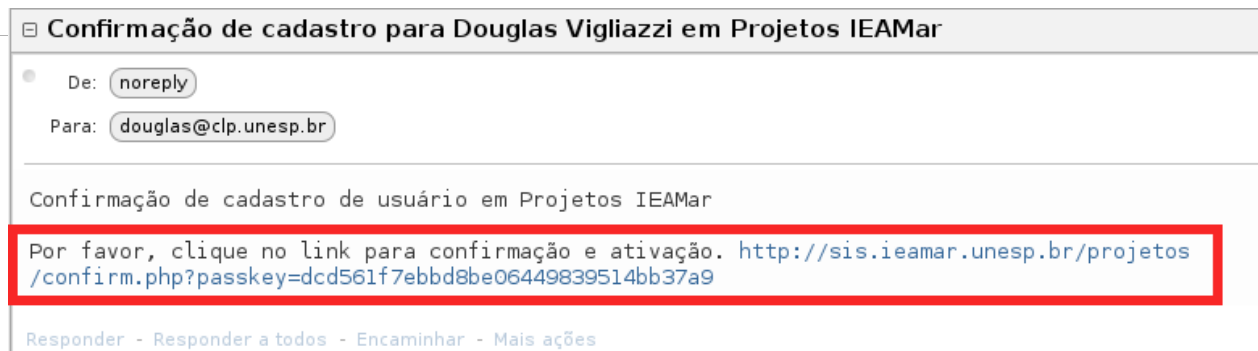 Confirmação de cadastro para Douglas Vigliazzi em Projetos IEAMar
De: noreply
Para: douglas@clp.unesp.br
Confirmação de cadastro de usuário em Projetos IEAMar
Por favor, clique no link para confirmação e ativação. http://sis.ieamar.unesp.br/projetos
/confirm.php?passkey=dcd561f7ebbd8be06449839514bb37a9
Responder - Responder a todos - Encaminhar - Mais ações